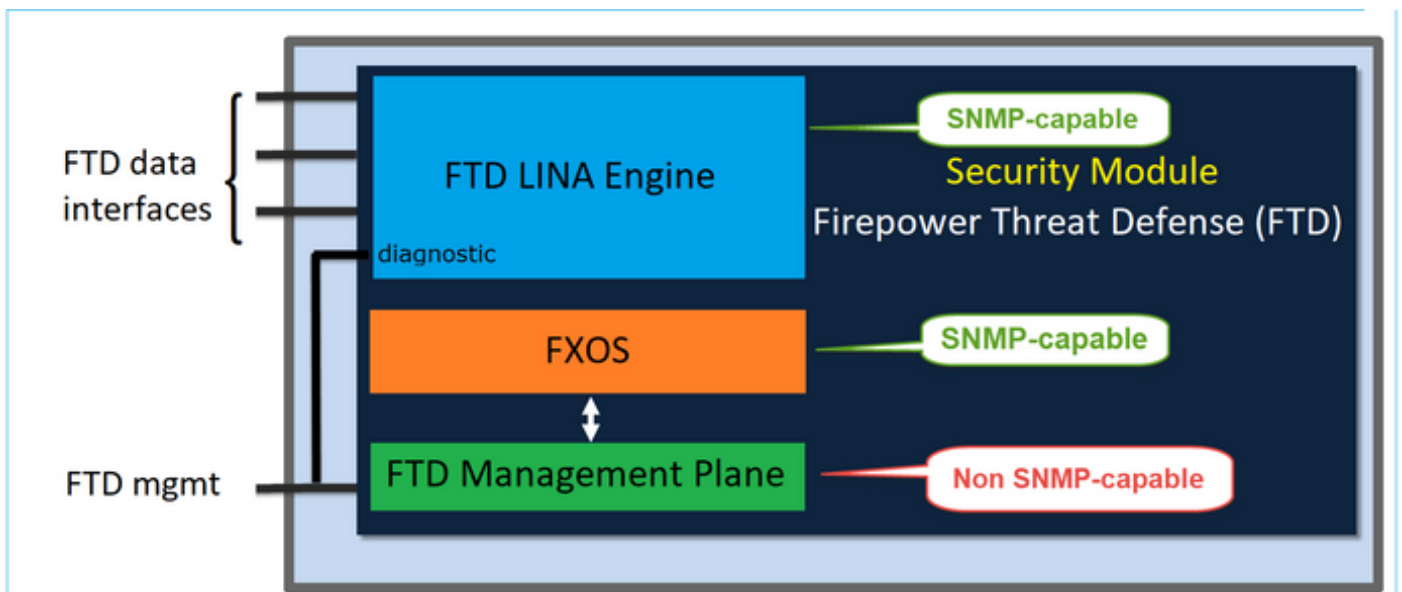 FTD data
interfaces
FTD LINA Engine
diagnostic
SNMP-capable
Security Module
Firepower Threat Defense (FTD)
FXOS
SNMP-capable
FTD mgmt
FTD Management Plane
Non SNMP-capable